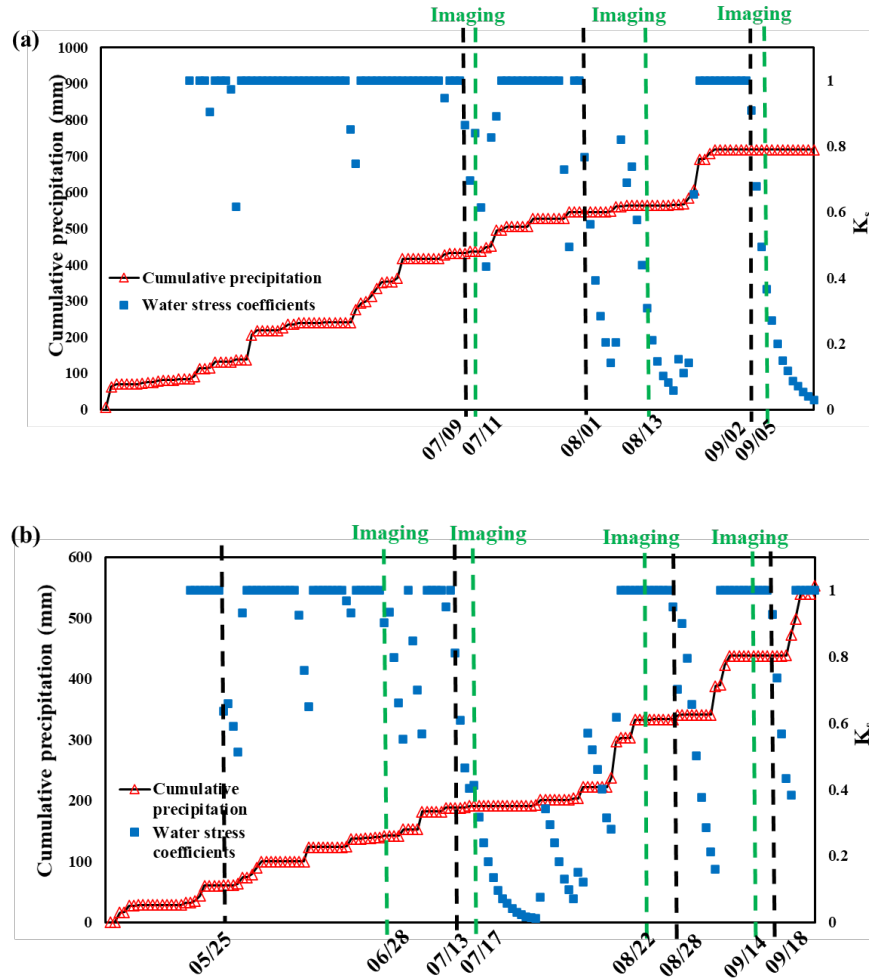 Imaging Imaging Imaging
(a)
1000
900
800
700
600
500
400
300
200
100
0
Cumulative precipitation (mm)
Cumulative precipitation
Water stress coefficients
1
0.8
0.6
0.4
0.2
0
Ks
07/09 07/11 08/01 08/13 09/02 09/05
(b)
Imaging Imaging Imaging Imaging
600
500
400
300
200
100
0
Cumulative precipitation (mm)
Cumulative
precipitation
Water stress
coefficients
1
0.8
0.6
0.4
0.2
0
Ks
05/25 06/28 07/13 07/17 08/22 08/28 09/14 09/18